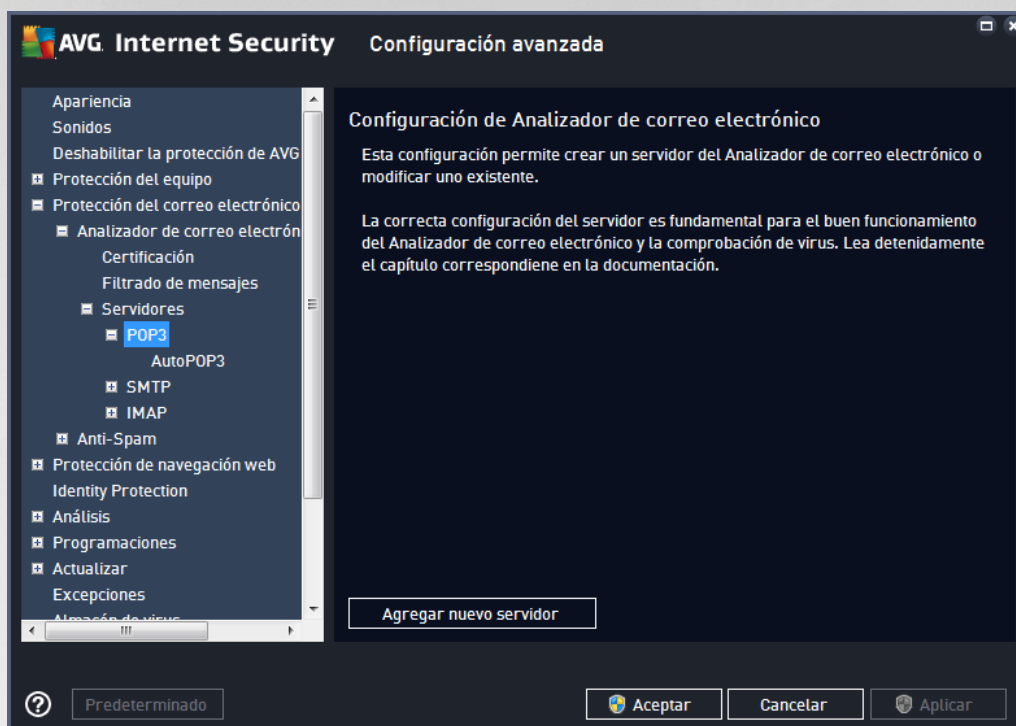 AVG. Internet Security Configuración avanzada
Apariencia
Sonidos
Deshabilitar la protección de AVG
Protección del equipo
Protección del correo electrónico
Analizador de correo electrón
Certificación
Filtrado de mensajes
Servidores
POP3
AutoPOP3
SMTP
IMAP
Anti-Spam
Protección de navegación web
Identity Protection
Análisis
Programaciones
Actualizar
Excepciones
Almacén de virus
Configuración de Analizador de correo electrónico
Esta configuración permite crear un servidor del Analizador de correo electrónico o
modificar uno existente.
La correcta configuración del servidor es fundamental para el buen funcionamiento
del Analizador de correo electrónico y la comprobación de virus. Lea detenidamente
el capítulo correspondiene en la documentación.
Agregar nuevo servidor
Predeterminado
Aceptar
Cancelar
Aplicar